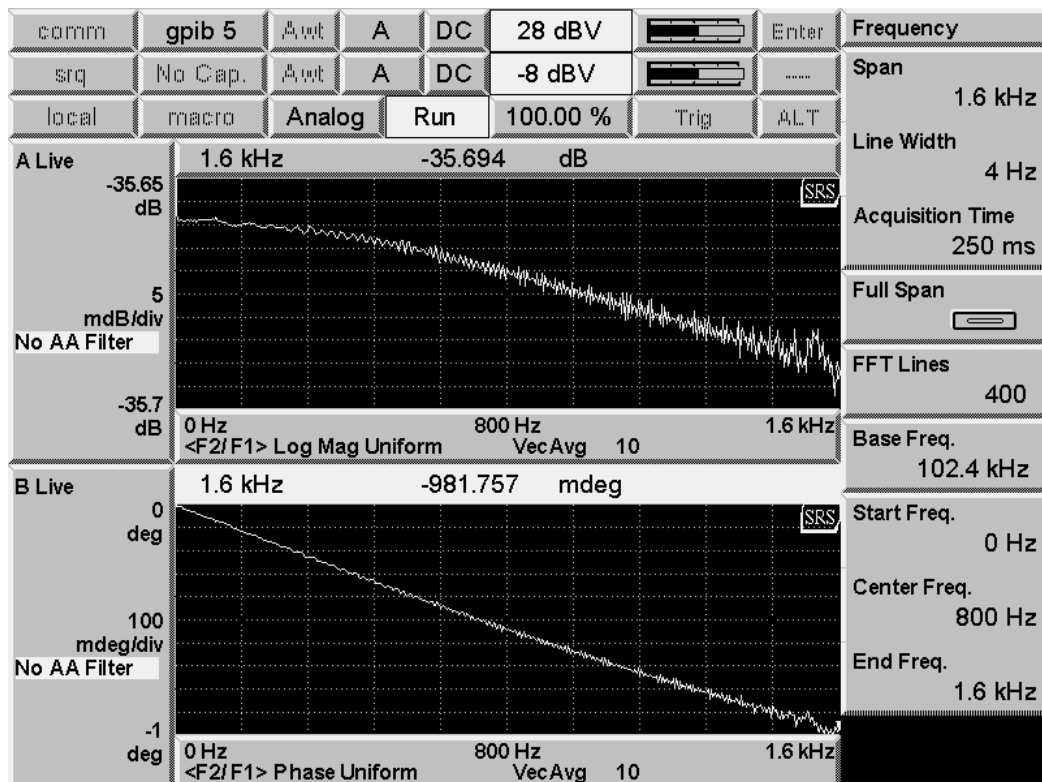 comm gpib 5 Awt A DC 28 dBV Enter
srq No Cap. Awt A DC -8 dBV ......
local macro Analog Run 100.00 % Trig ALT
A Live 1.6 kHz -35.694 dB
-35.65
dB
SRS
5
mdB/div
No AA Filter
-35.7
dB
0 Hz 800 Hz 1.6 kHz
<F2/F1> Log Mag Uniform VecAvg 10
B Live 1.6 kHz -981.757 mdeg
0
deg
SRS
100
mdeg/div
No AA Filter
-1
deg
0 Hz 800 Hz 1.6 kHz
<F2/F1> Phase Uniform VecAvg 10
Frequency
Span
1.6 kHz
Line Width
4 Hz
Acquisition Time
250 ms
Full Span
FFT Lines
400
Base Freq.
102.4 kHz
Start Freq.
0 Hz
Center Freq.
800 Hz
End Freq.
1.6 kHz